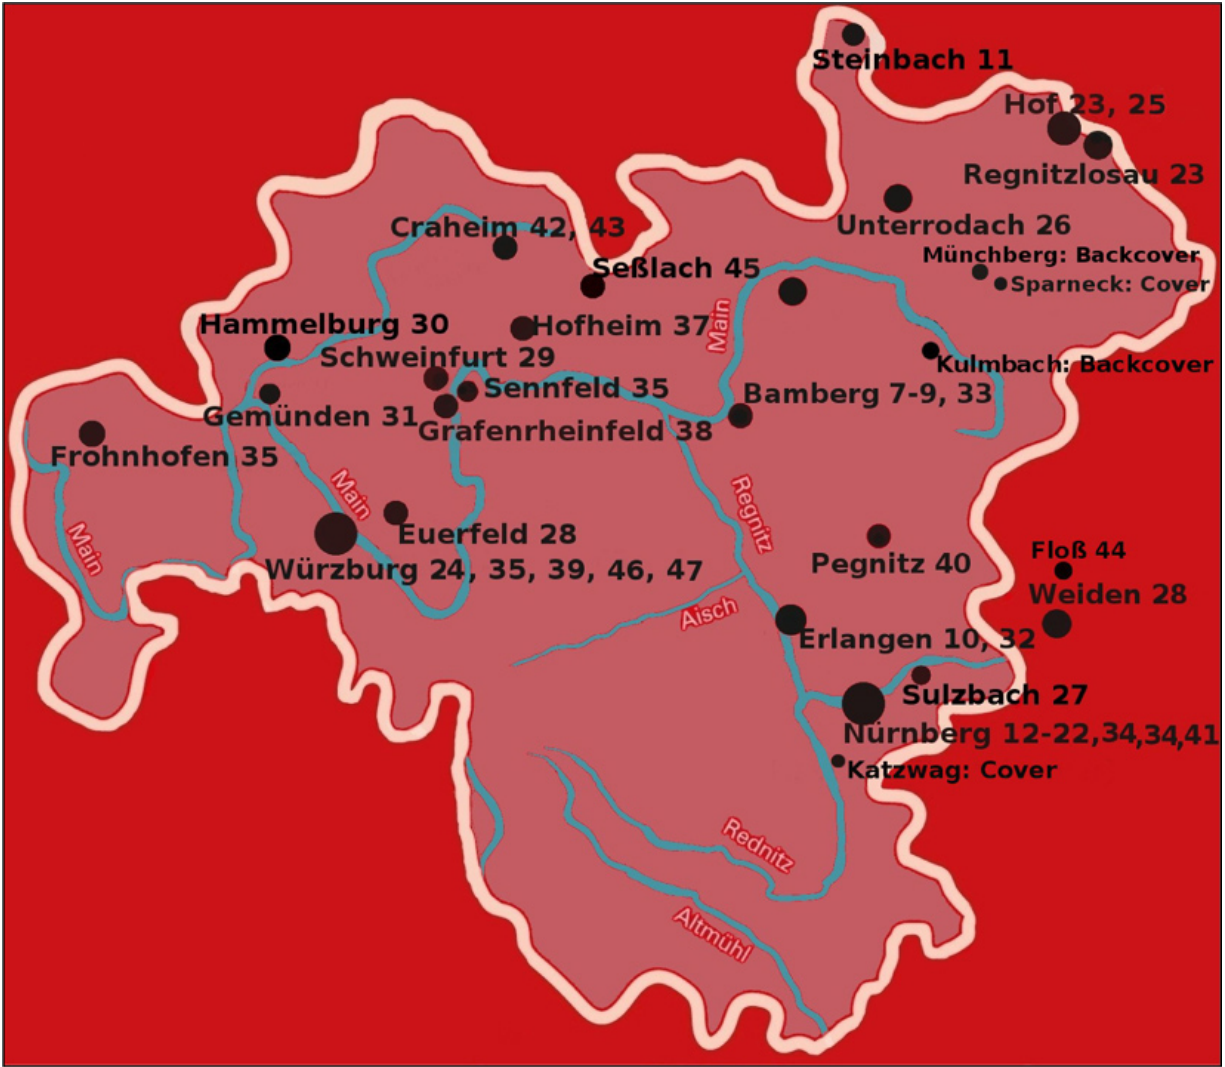 Steinbach 11
Hof 23, 25
Regnitzlosau 23
Unterrodach 26
Craheim 42, 43
Münchberg: Backcover
Seßlach 45
Sparneck: Cover
Main
Hammelburg 30
Hofheim 37
Schweinfurt 29
Kulmbach: Backcover
Sennfeld 35
Bamberg 7-9, 33
Gemünden 31
Grafenrheinfeld 38
Frohnhofen 35
Main
Regnitz
Main
Euerfeld 28
Floß 44
Pegnitz 40
Würzburg 24, 35, 39, 46, 47
Weiden 28
Aisch
Erlangen 10, 32
Sulzbach 27
Nürnberg 12-22,34,34,41
Katzwag: Cover
Rednitz
Altmühl